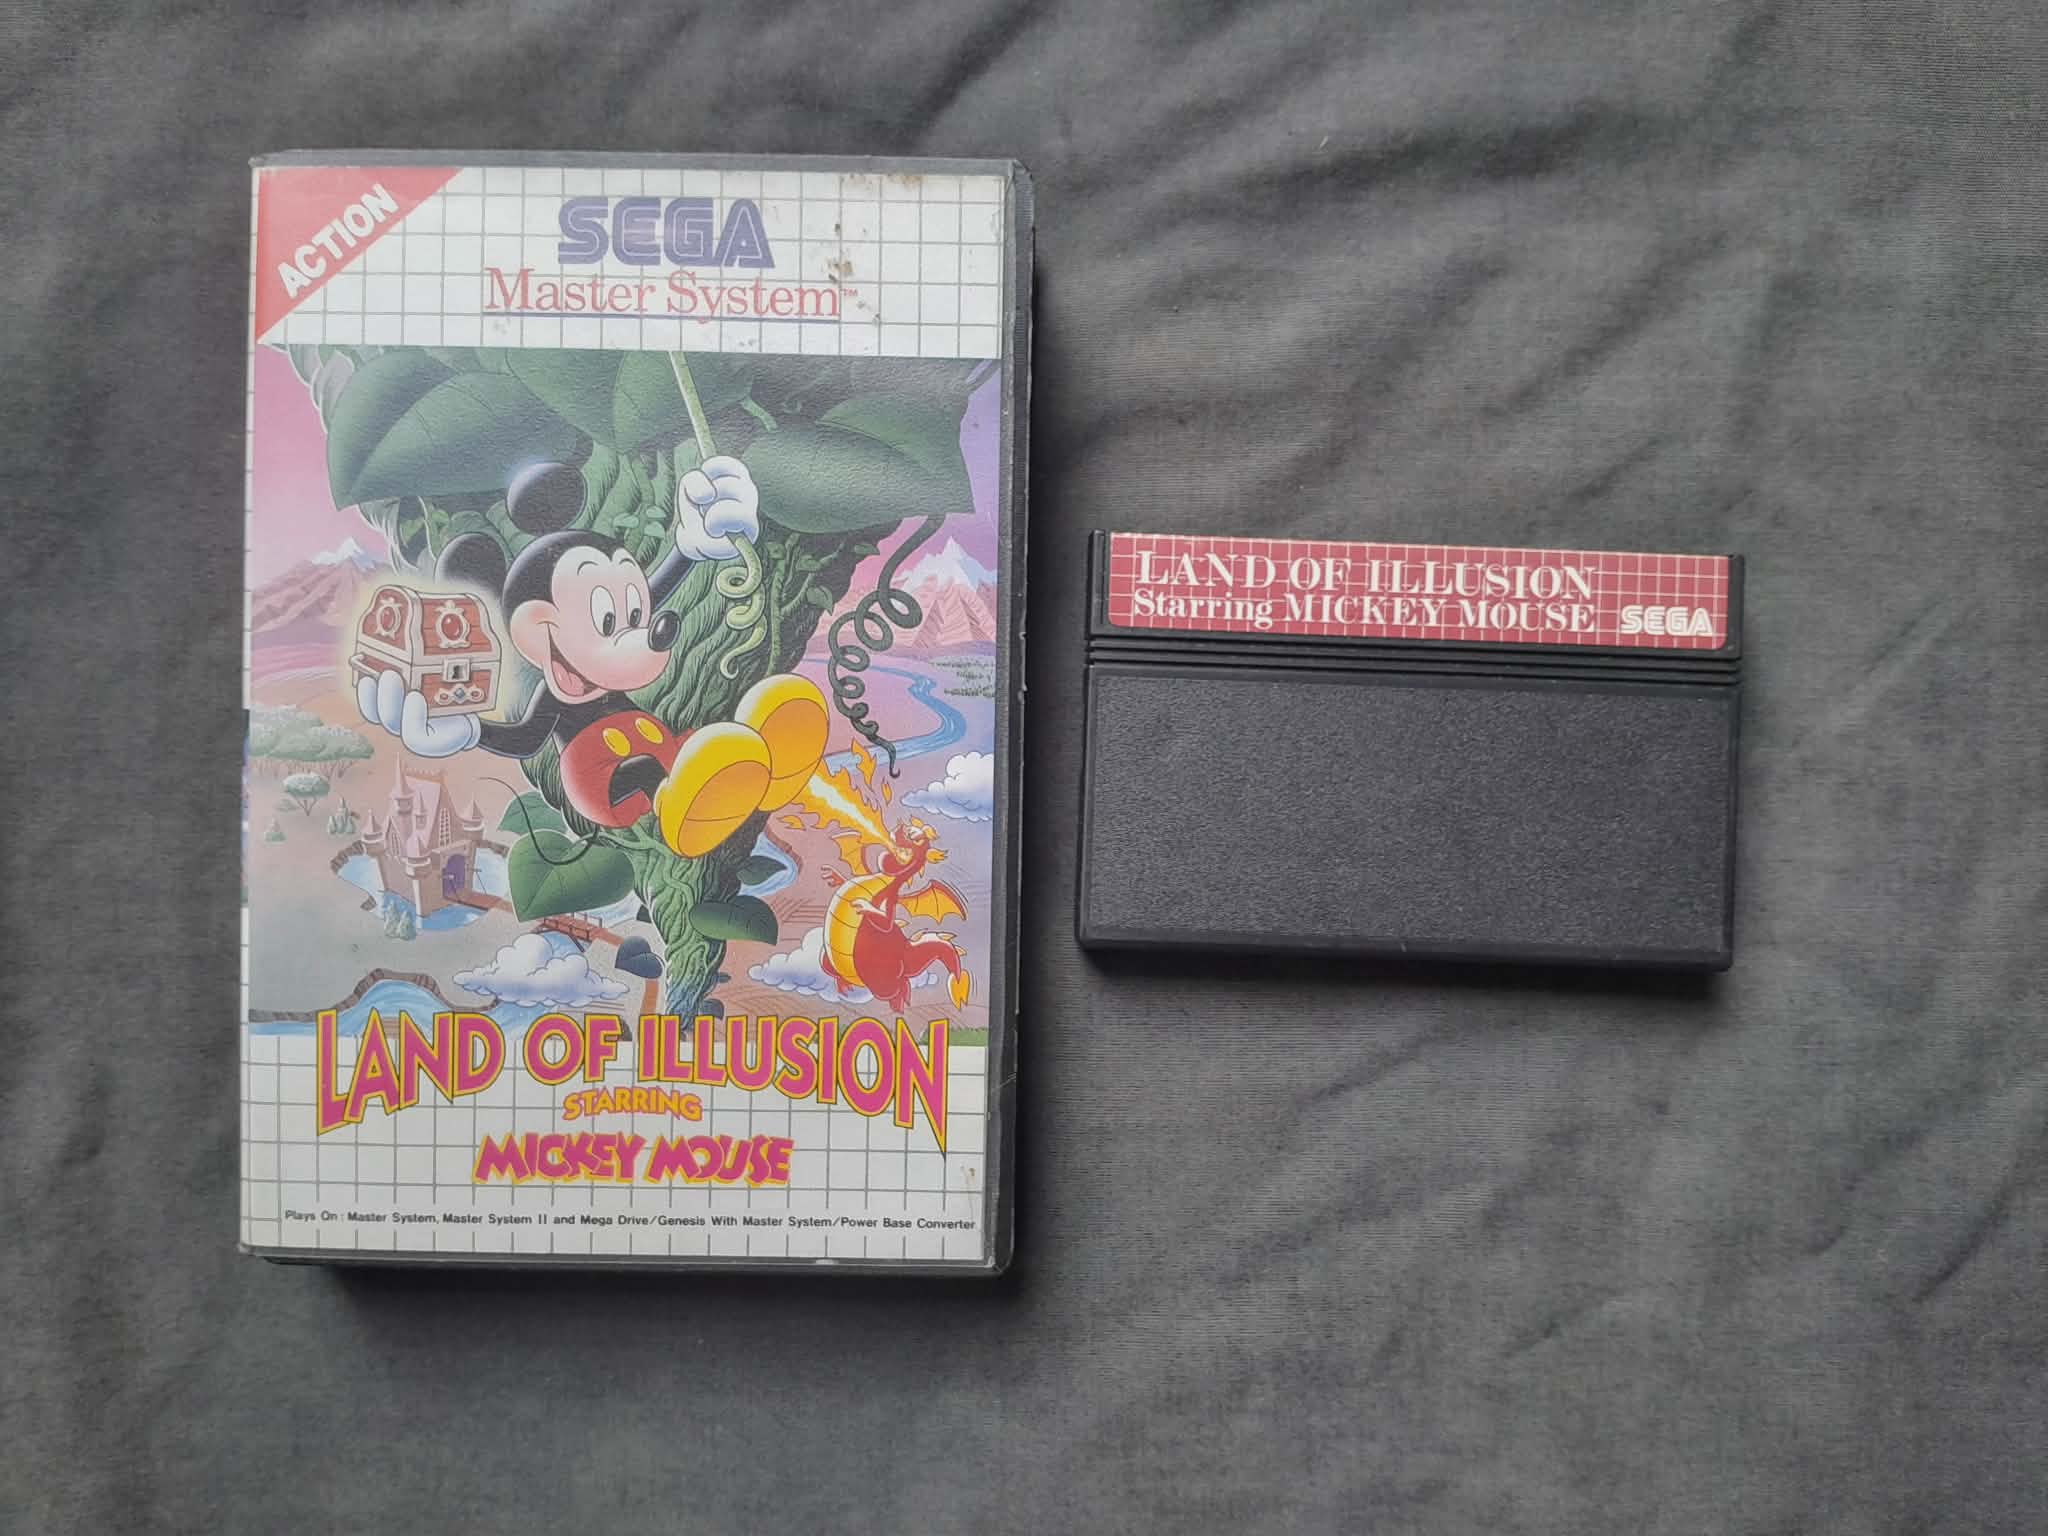 ACTION
SEGA
Master System™
LAND OF ILLUSION
STARRING
MICKEY MOUSE
Plays On : Master System, Master System II and Mega Drive/Genesis With Master System/Power Base Converter
LAND OF ILLUSION
Starring MICKEY MOUSE SEGA